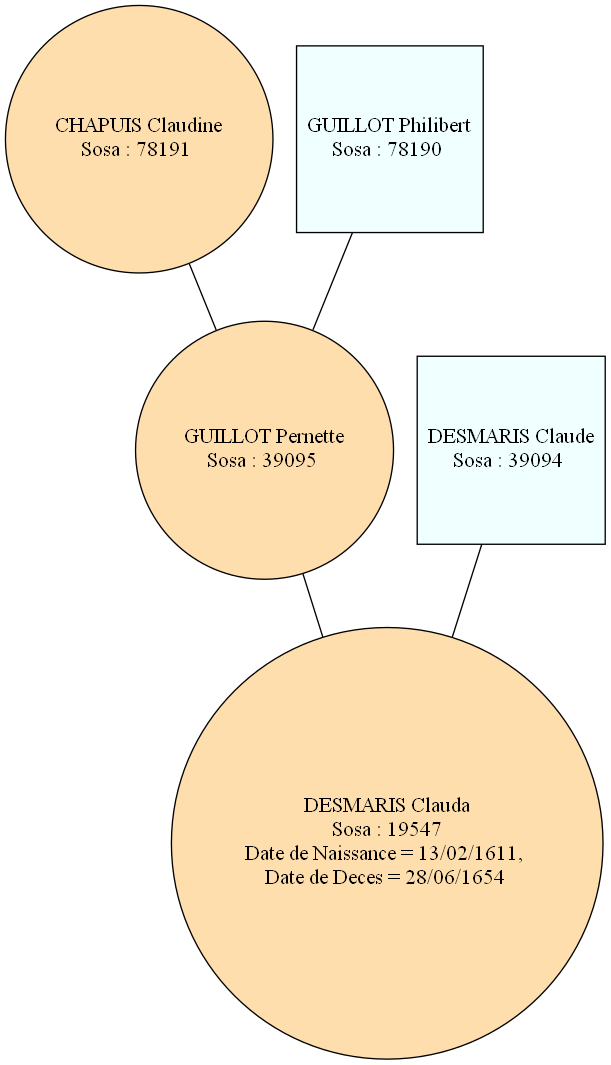 CHAPUIS Claudine
Sosa : 78191
GUILLOT Philibert
Sosa : 78190
GUILLOT Pernette
Sosa : 39095
DESMARIS Claude
Sosa : 39094
DESMARIS Clauda
Sosa : 19547
Date de Naissance = 13/02/1611,
Date de Deces = 28/06/1654